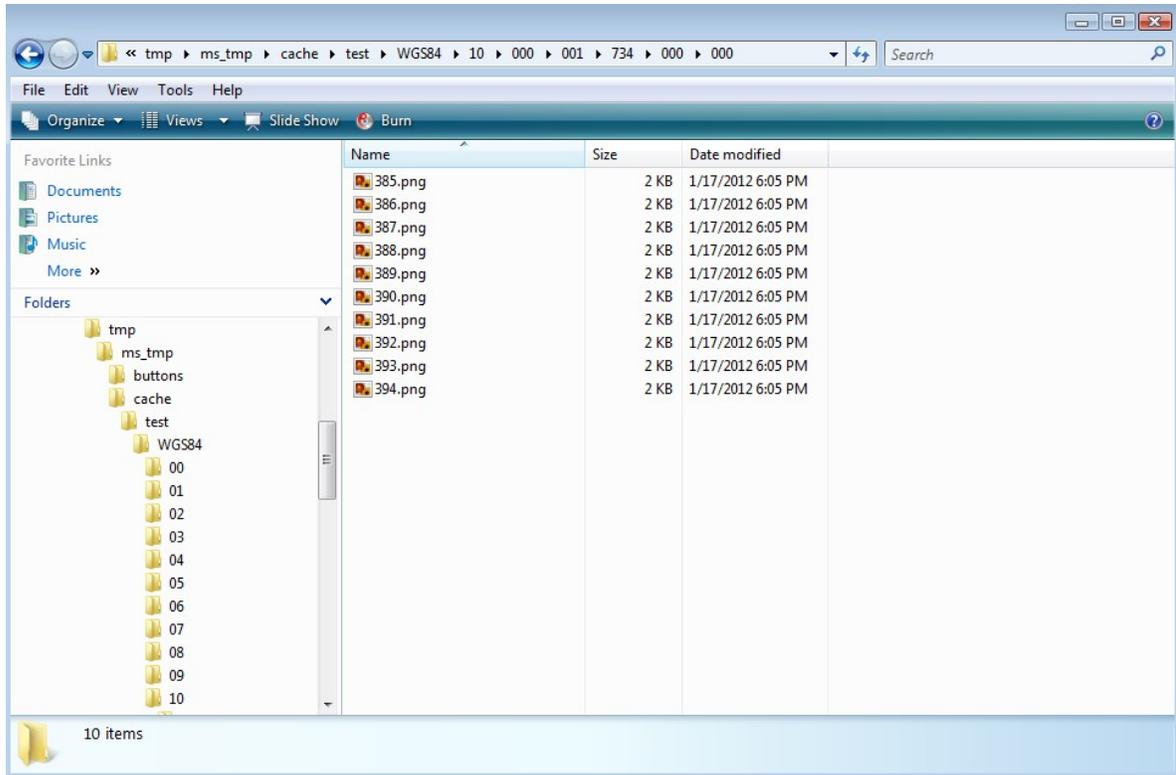 « tmp ▸ ms_tmp ▸ cache ▸ test ▸ WGS84 ▸ 10 ▸ 000 ▸ 001 ▸ 734 ▸ 000 ▸ 000 Search
File Edit View Tools Help
Organize Views Slide Show Burn
Favorite Links
Documents
Pictures
Music
More »
Folders
tmp
ms_tmp
buttons
cache
test
WGS84
00
01
02
03
04
05
06
07
08
09
10
Name Size Date modified
385.png 2 KB 1/17/2012 6:05 PM
386.png 2 KB 1/17/2012 6:05 PM
387.png 2 KB 1/17/2012 6:05 PM
388.png 2 KB 1/17/2012 6:05 PM
389.png 2 KB 1/17/2012 6:05 PM
390.png 2 KB 1/17/2012 6:05 PM
391.png 2 KB 1/17/2012 6:05 PM
392.png 2 KB 1/17/2012 6:05 PM
393.png 2 KB 1/17/2012 6:05 PM
394.png 2 KB 1/17/2012 6:05 PM
10 items